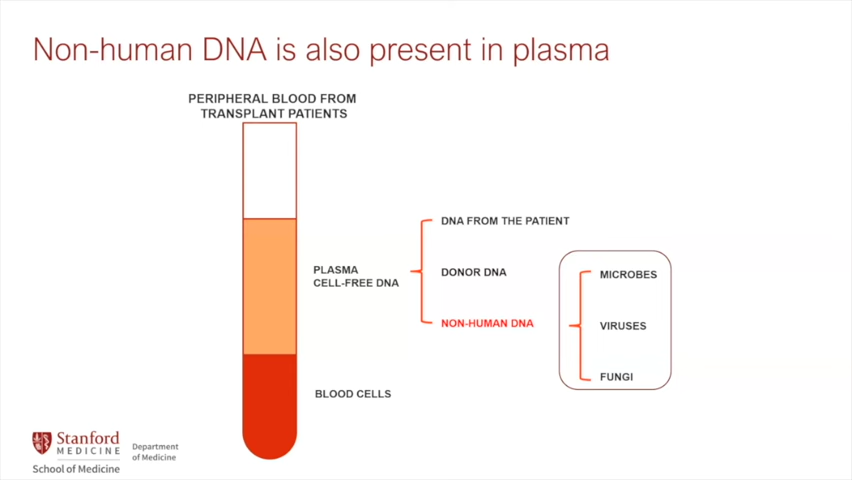 Non-human DNA is also present in plasma
PERIPHERAL BLOOD FROM
TRANSPLANT PATIENTS
DNA FROM THE PATIENT
PLASMA
CELL-FREE DNA
DONOR DNA
NON-HUMAN DNA
MICROBES
VIRUSES
FUNGI
BLOOD CELLS
Stanford
MEDICINE
School of Medicine
Department
of Medicine